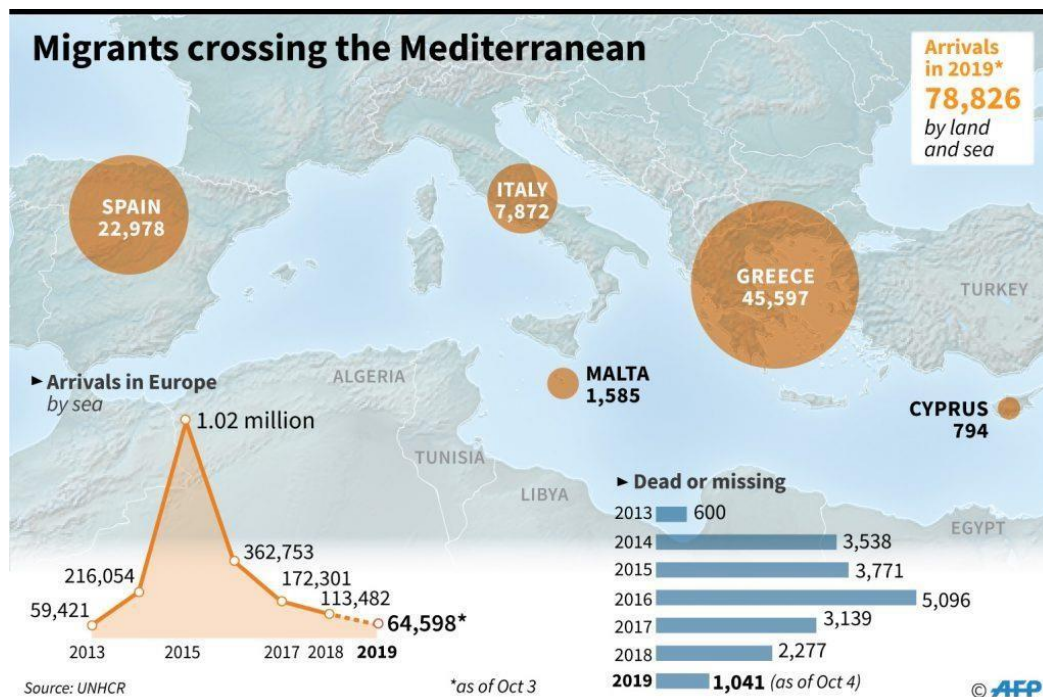 Migrants crossing the Mediterranean
Arrivals
in 2019*
78,826
by land
and sea
SPAIN
22,978
ITALY
7,872
GREECE
45,597
TURKEY
MALTA
1,585
CYPRUS
794
ALGERIA
TUNISIA
LIBYA
EGYPT
► Arrivals in Europe
by sea
1.02 million
362,753
216,054
172,301
113,482
59,421
64,598*
2013
2015
2017
2018
2019
► Dead or missing
2013 600
2014 3,538
2015 3,771
2016 5,096
2017 3,139
2018 2,277
2019 1,041 (as of Oct 4)
Source: UNHCR
*as of Oct 3
© AFP